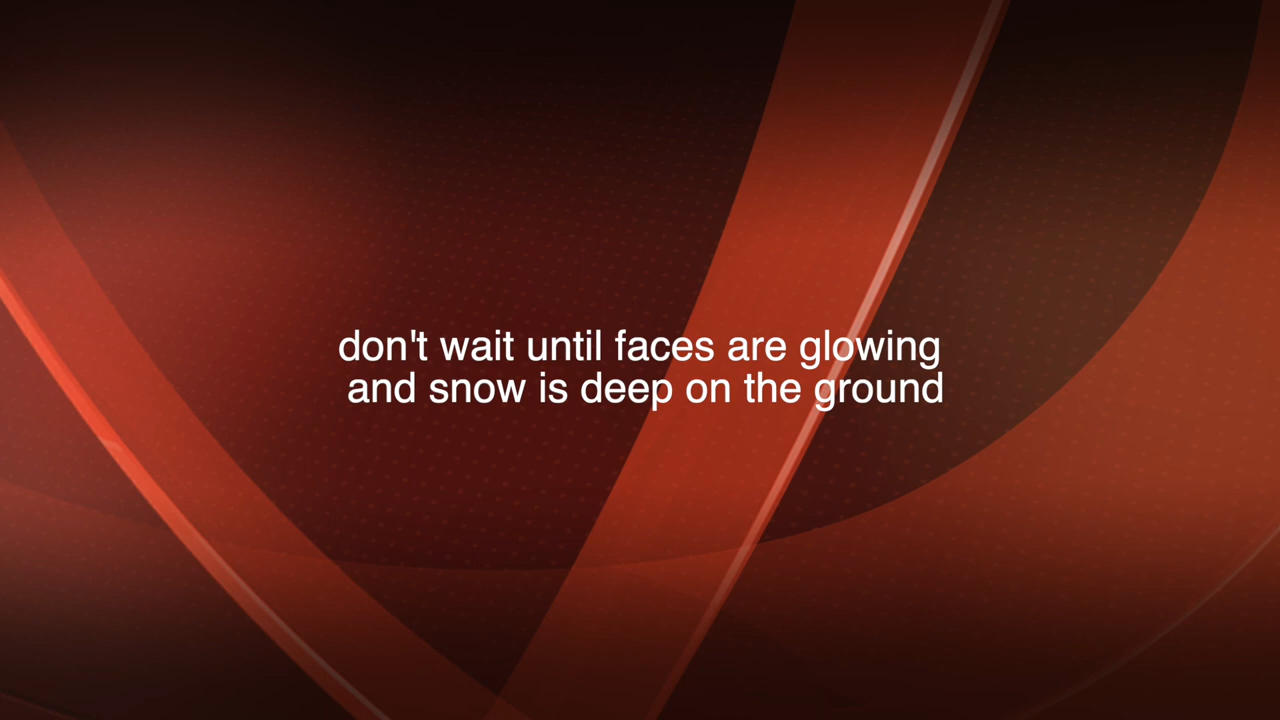 don't wait until faces are glowing
and snow is deep on the ground